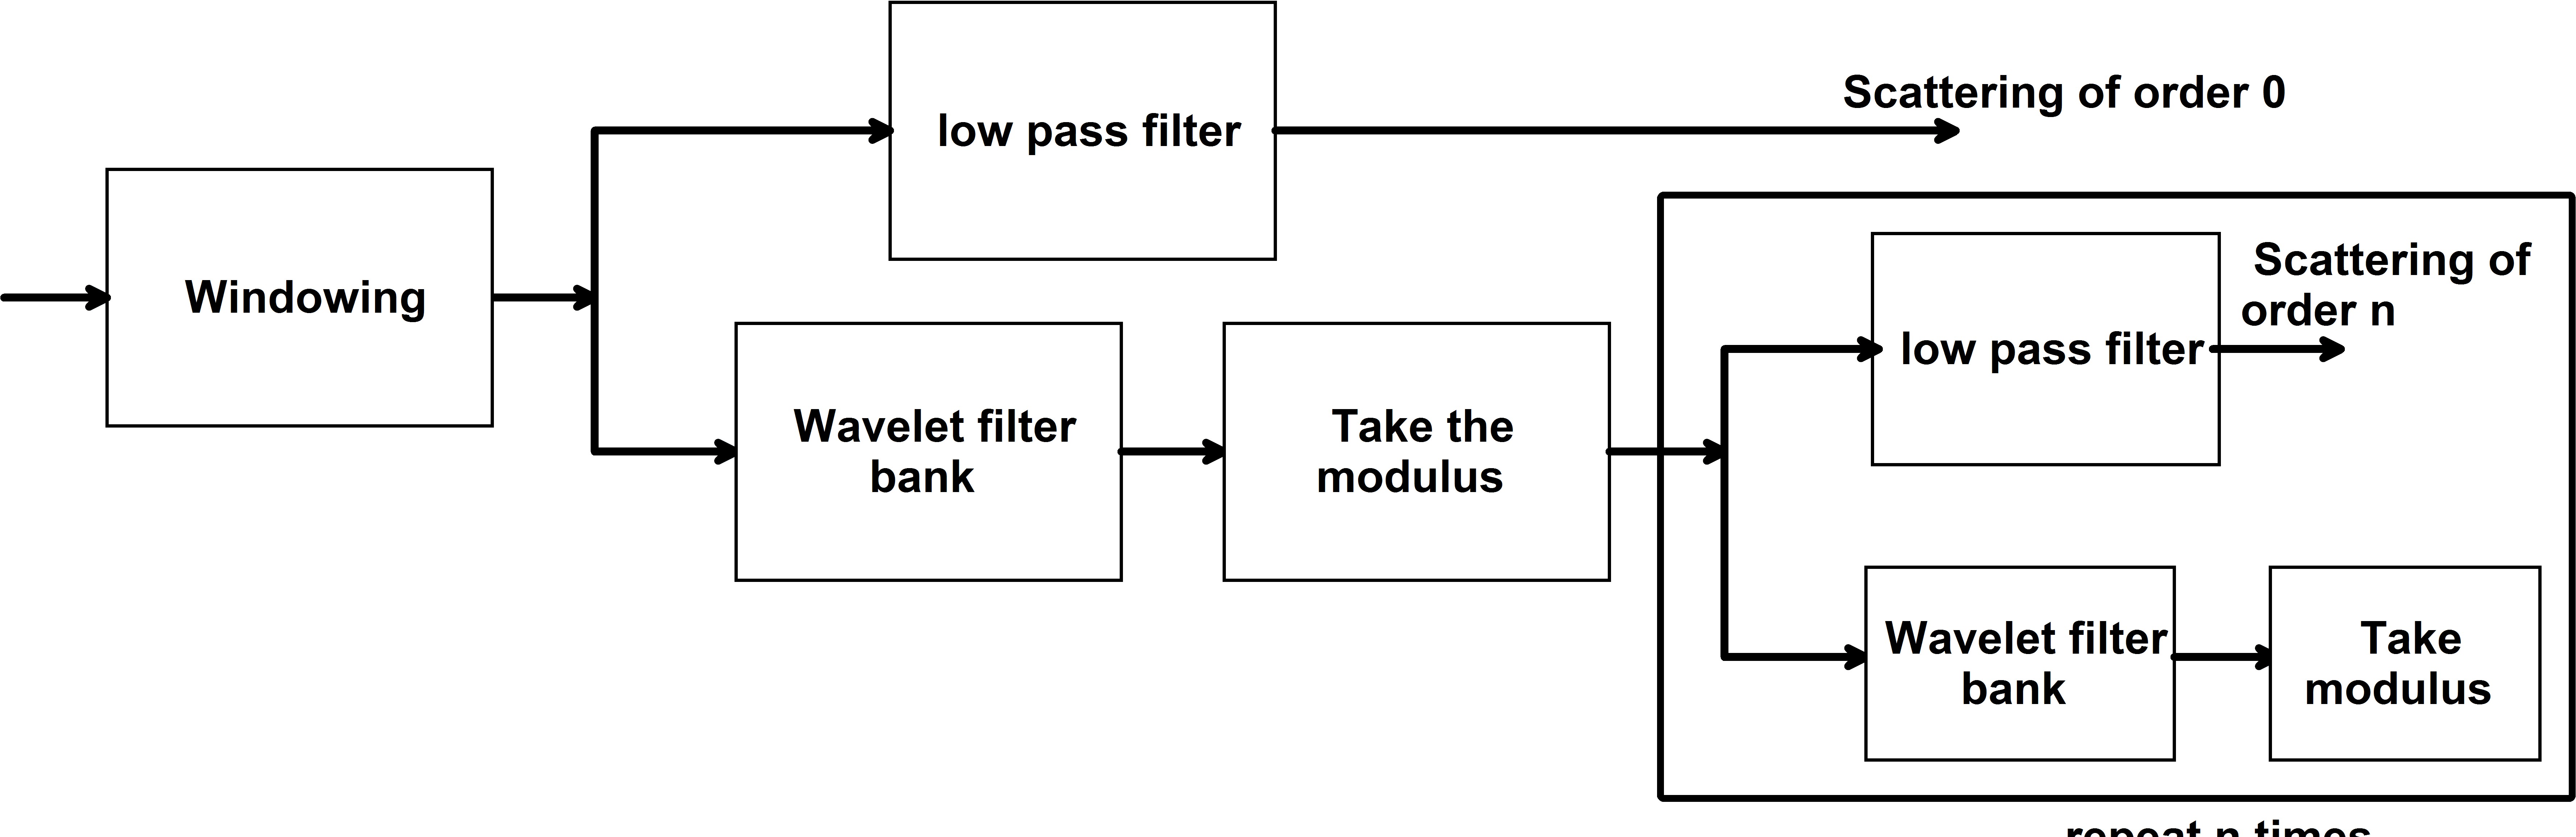 Scattering of order 0
low pass filter
Windowing
Wavelet filter
bank
Take the
modulus
Scattering of
order n
low pass filter
Wavelet filter
bank
Take
modulus
repeat n times